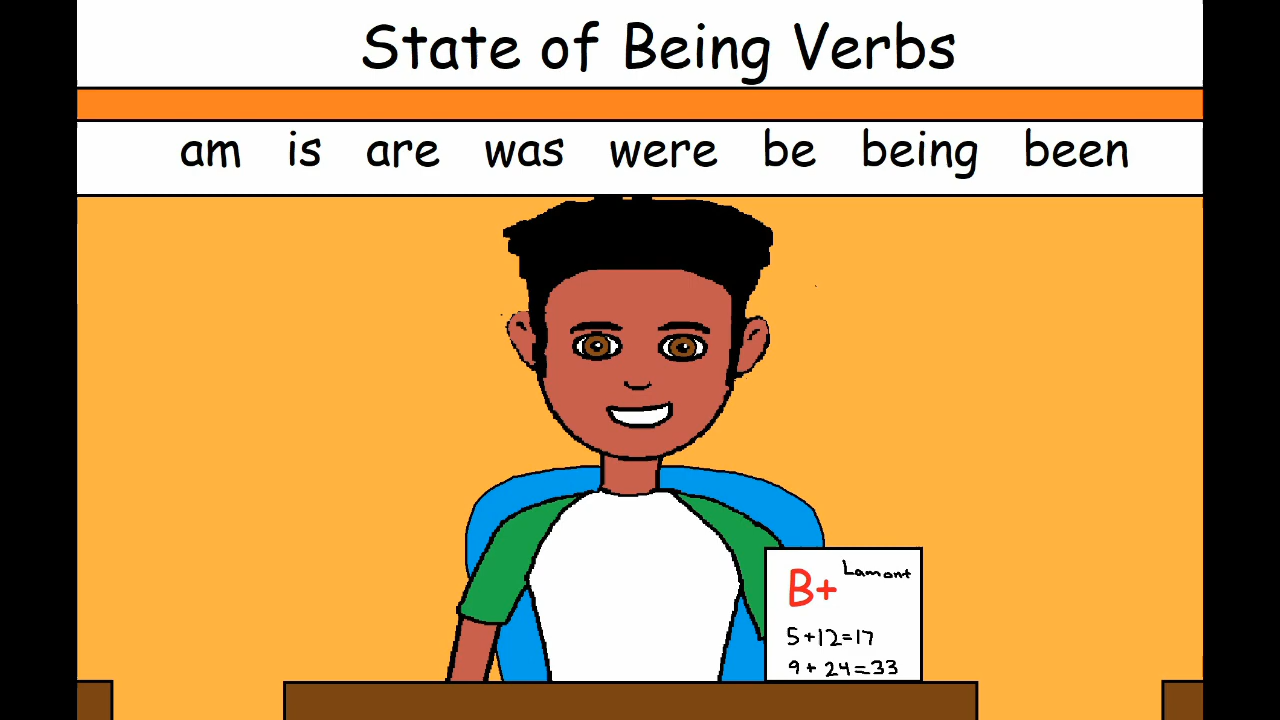 State of Being Verbs
am is are was were be being been
Lamont
B+
5+12=17
9+24=33